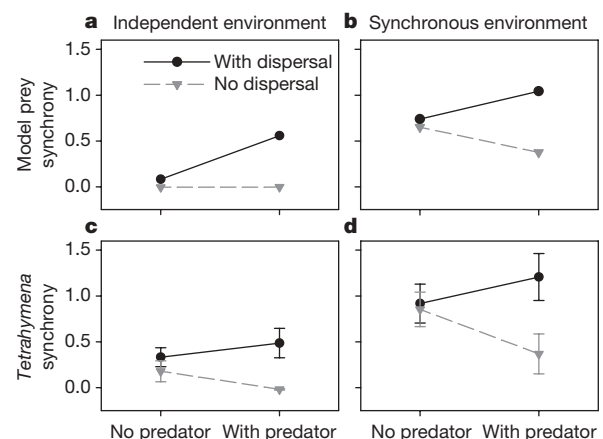 a Independent environment
b Synchronous environment
Model prey
synchrony
1.5
1.0
0.5
0.0
With dispersal
No dispersal
c
d
Tetrahymena
synchrony
1.5
1.0
0.5
0.0
No predator With predator
No predator With predator